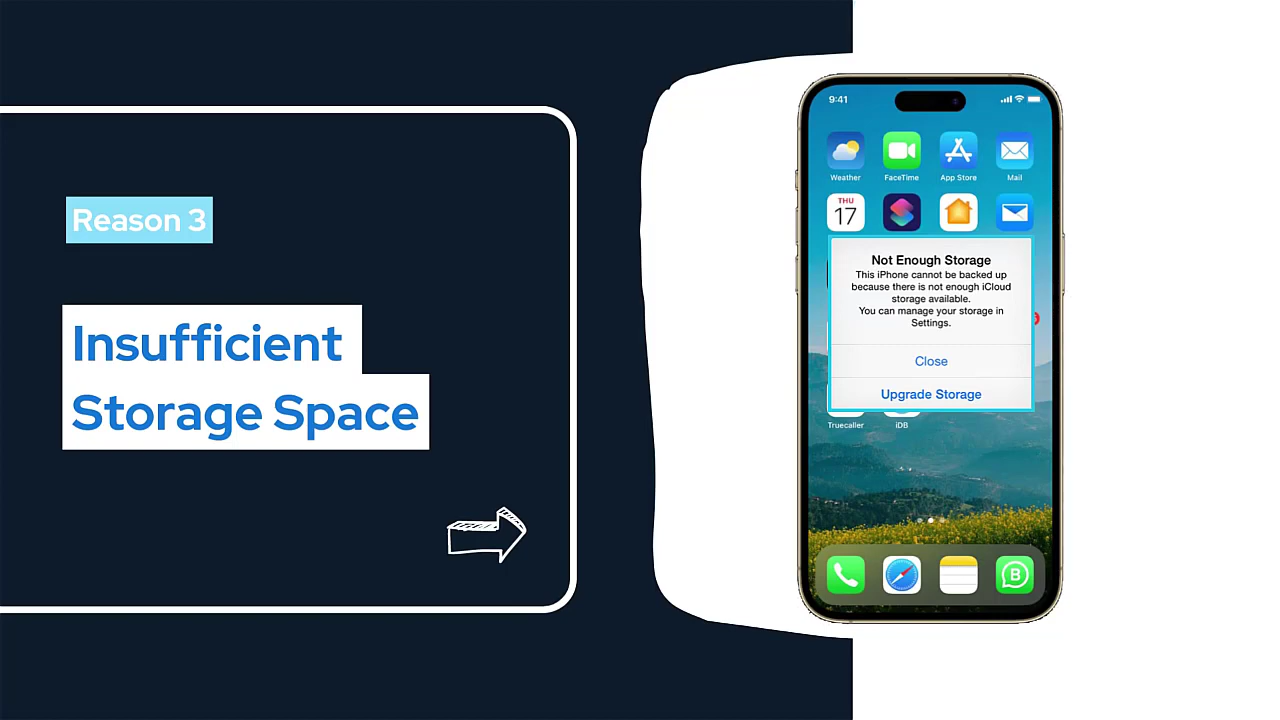 Reason 3
Insufficient
Storage Space
9:41
Weather
FaceTime
App Store
Mail
THU
17
Not Enough Storage
This iPhone cannot be backed up
because there is not enough iCloud
storage available.
You can manage your storage in
Settings.
Close
Upgrade Storage
Truecaller
iDB
B